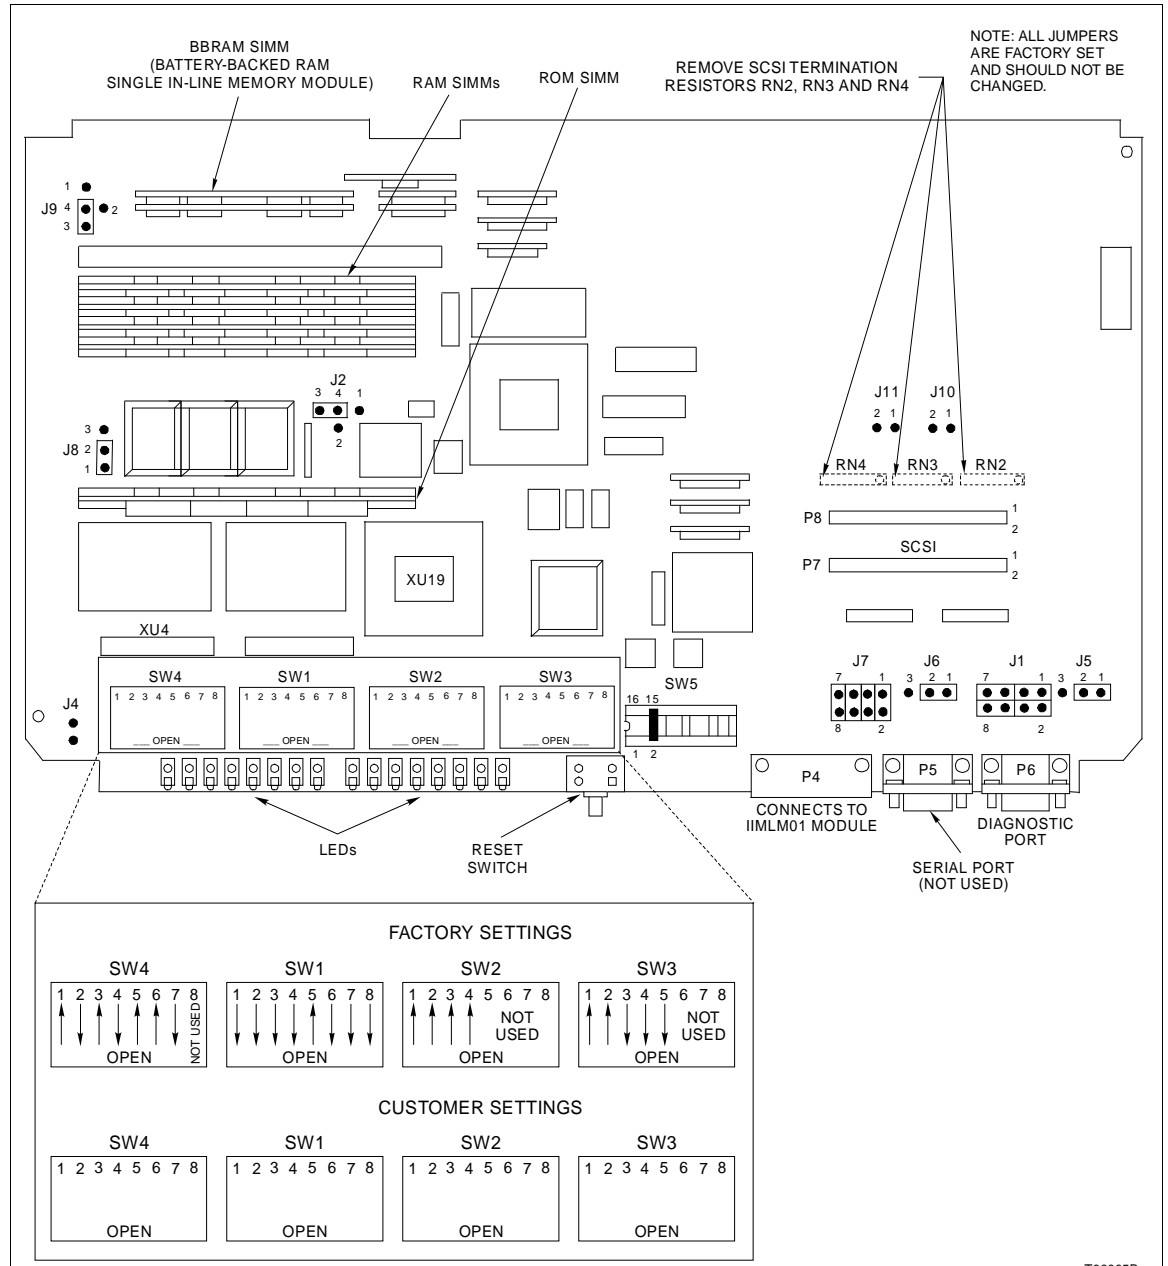 BBRAM SIMM
(BATTERY-BACKED RAM
SINGLE IN-LINE MEMORY MODULE)
RAM SIMMs
ROM SIMM
REMOVE SCSI TERMINATION
RESISTORS RN2, RN3 AND RN4
NOTE: ALL JUMPERS
ARE FACTORY SET
AND SHOULD NOT BE
CHANGED.
1
J9 4 2
3
J2
3 4 1
2
J11 J10
2 1 2 1
3
J8 2
1
RN4 RN3 RN2
P8 1
2
SCSI
P7 1
2
XU19
XU4
SW4 SW1 SW2 SW3
1 2 3 4 5 6 7 8 1 2 3 4 5 6 7 8 1 2 3 4 5 6 7 8 1 2 3 4 5 6 7 8
___ OPEN ___ ___ OPEN ___ ___ OPEN ___ ___ OPEN ___
SW5
16 15
1 2
J7 J6 J1 J5
7 1 3 2 1 7 1 3 2 1
8 2 8 2
J4
P4 P5 P6
CONNECTS TO
IIMLM01 MODULE
DIAGNOSTIC
PORT
SERIAL PORT
(NOT USED)
LEDs
RESET
SWITCH
FACTORY SETTINGS
SW4 SW1 SW2 SW3
1 2 3 4 5 6 7 8 1 2 3 4 5 6 7 8 1 2 3 4 5 6 7 8 1 2 3 4 5 6 7 8
NOT USED
NOT
USED
NOT
USED
OPEN OPEN OPEN OPEN
CUSTOMER SETTINGS
SW4 SW1 SW2 SW3
1 2 3 4 5 6 7 8 1 2 3 4 5 6 7 8 1 2 3 4 5 6 7 8 1 2 3 4 5 6 7 8
OPEN OPEN OPEN OPEN